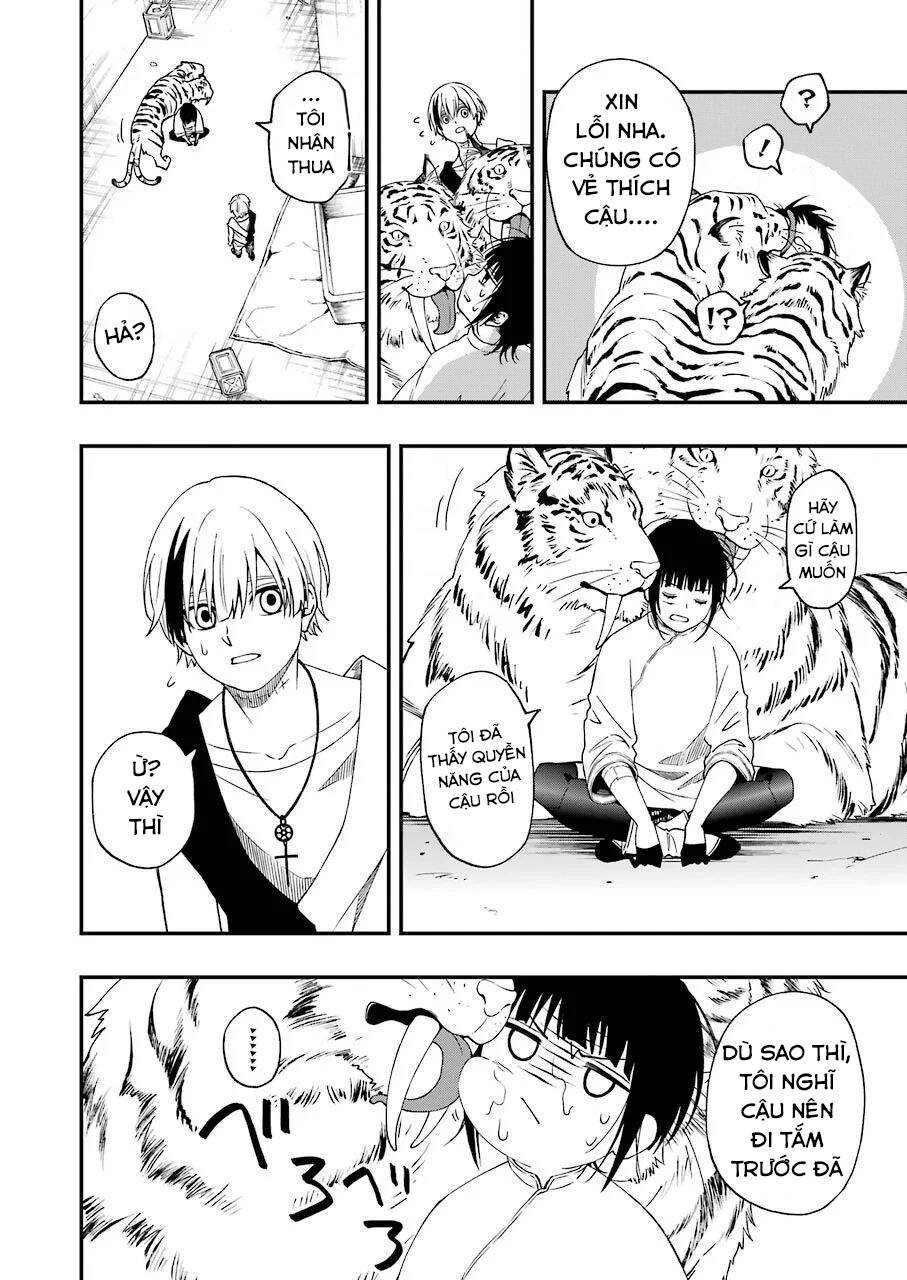 ?
!
!?
XIN
LỖI NHA.
CHÚNG CÓ
VẺ THÍCH
CẬU....
...
TÔI
NHẬN
THUA
HẢ?
HÃY
CỨ LÀM
GÌ CẬU
MUỐN
TÔI ĐÃ
THẤY QUYỀN
NĂNG CỦA
CẬU RỒI
Ừ?
VẬY
THÌ
DÙ SAO THÌ,
TÔI NGHĨ
CẬU NÊN
ĐI TẮM
TRƯỚC ĐÃ
べろべろ